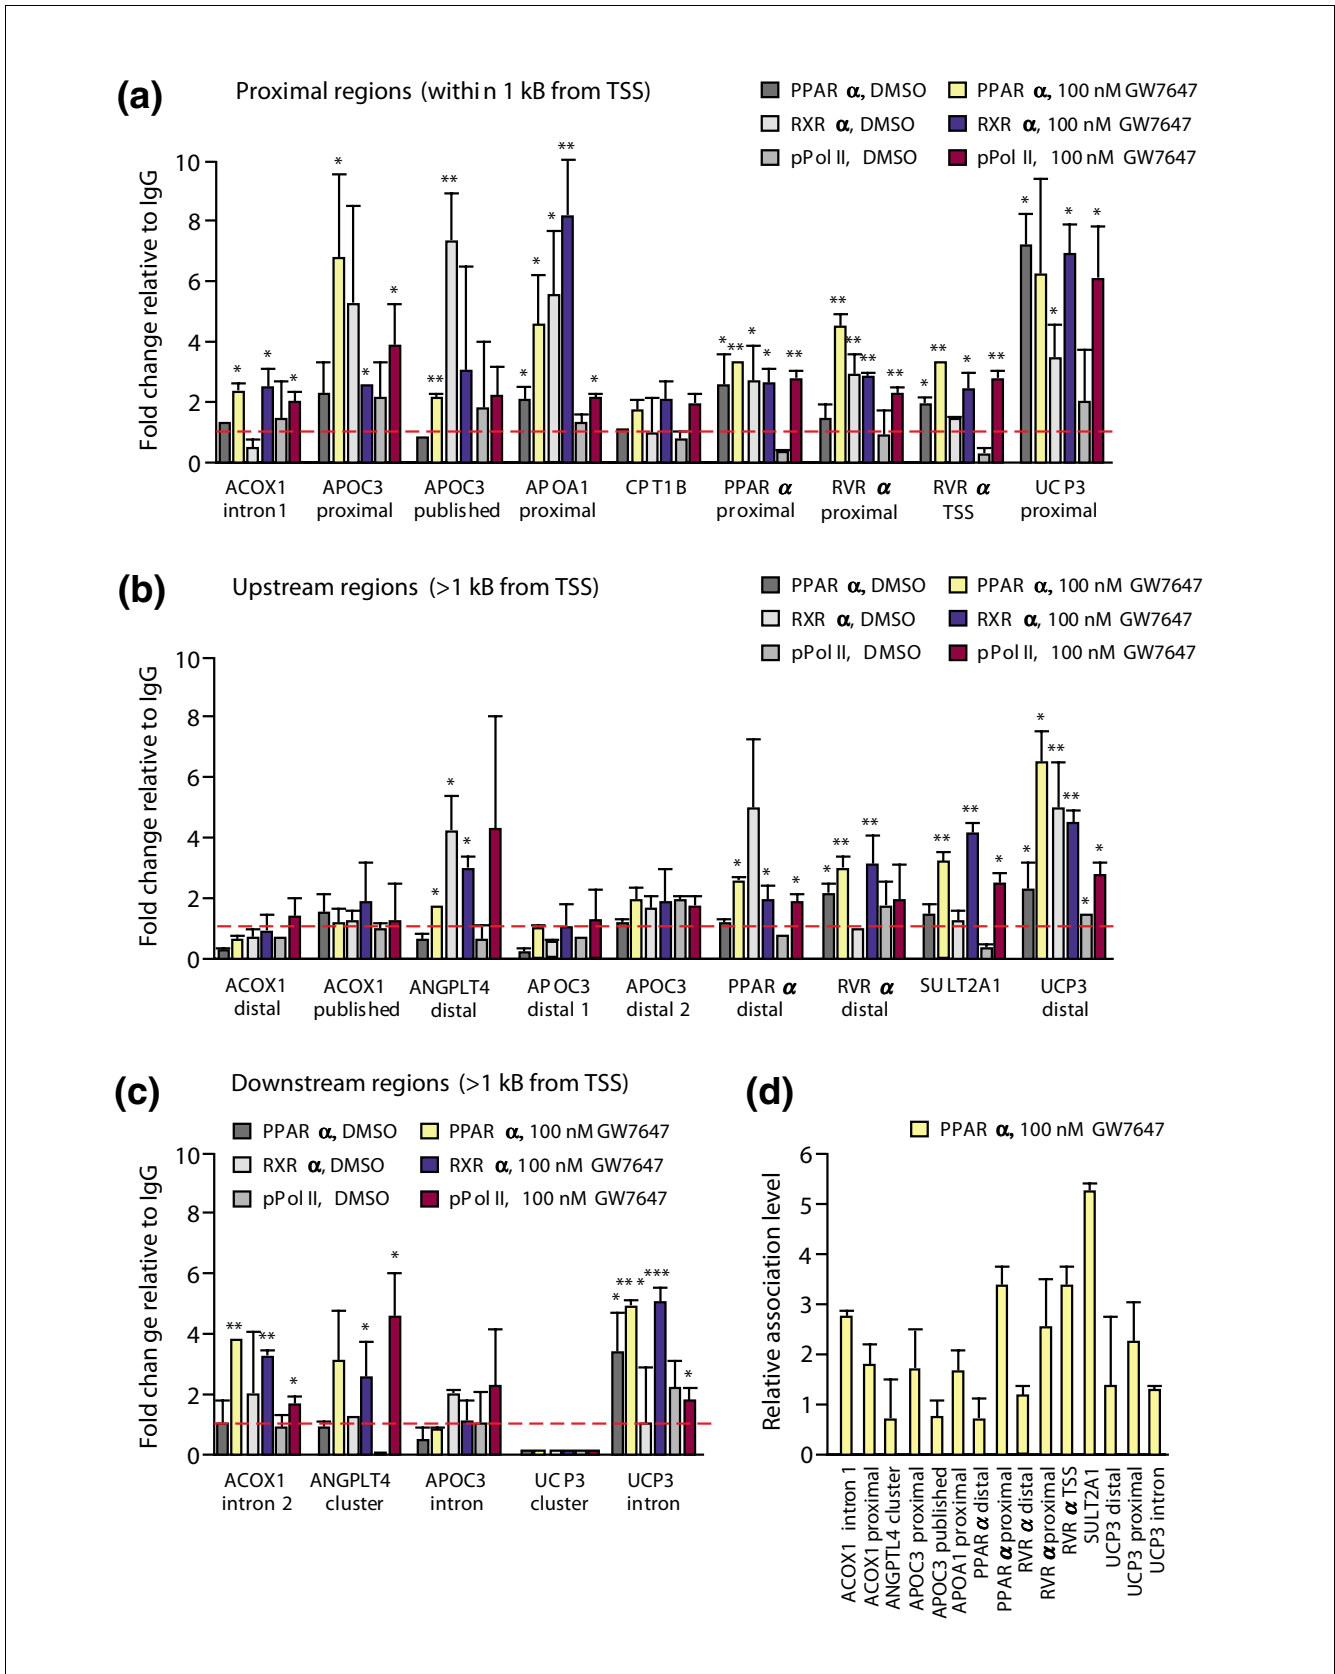 (a)
Proximal regions (within 1 kB from TSS)
PPAR α, DMSO
PPAR α, 100 nM GW7647
RXR α, DMSO
RXR α, 100 nM GW7647
pPol II, DMSO
pPol II, 100 nM GW7647
Fold change relative to IgG
10
8
6
4
2
0
* * * * * * ** ** * * * ** * * ** * * ** ** ** ** ** * ** * ** * * * *
ACOX1
intron1
APOC3
proximal
APOC3
published
APOA1
proximal
CPT1B
PPAR α
proximal
RVR α
proximal
RVR α
TSS
UCP3
proximal
(b)
Upstream regions (>1 kB from TSS)
PPAR α, DMSO
PPAR α, 100 nM GW7647
RXR α, DMSO
RXR α, 100 nM GW7647
pPol II, DMSO
pPol II, 100 nM GW7647
Fold change relative to IgG
10
8
6
4
2
0
* * * * * * * ** ** ** ** * * * ** ** * *
ACOX1
distal
ACOX1
published
ANGPLT4
distal
APOC3
distal 1
APOC3
distal 2
PPAR α
distal
RVR α
distal
SULT2A1
UCP3
distal
(c)
Downstream regions (>1 kB from TSS)
PPAR α, DMSO
PPAR α, 100 nM GW7647
RXR α, DMSO
RXR α, 100 nM GW7647
pPol II, DMSO
pPol II, 100 nM GW7647
Fold change relative to IgG
10
8
6
4
2
0
** ** * * * * *** *** *
ACOX1
intron 2
ANGPLT4
cluster
APOC3
intron
UCP3
cluster
UCP3
intron
(d)
PPAR α, 100 nM GW7647
Relative association level
6
5
4
3
2
1
0
ACOX1 intron 1
ACOX1 proximal
ANGPTL4 cluster
APOC3 proximal
APOC3 published
APOA1 proximal
PPAR α distal
PPAR α proximal
RVR α distal
RVR α proximal
RVR α TSS
SULT2A1
UCP3 distal
UCP3 proximal
UCP3 intron